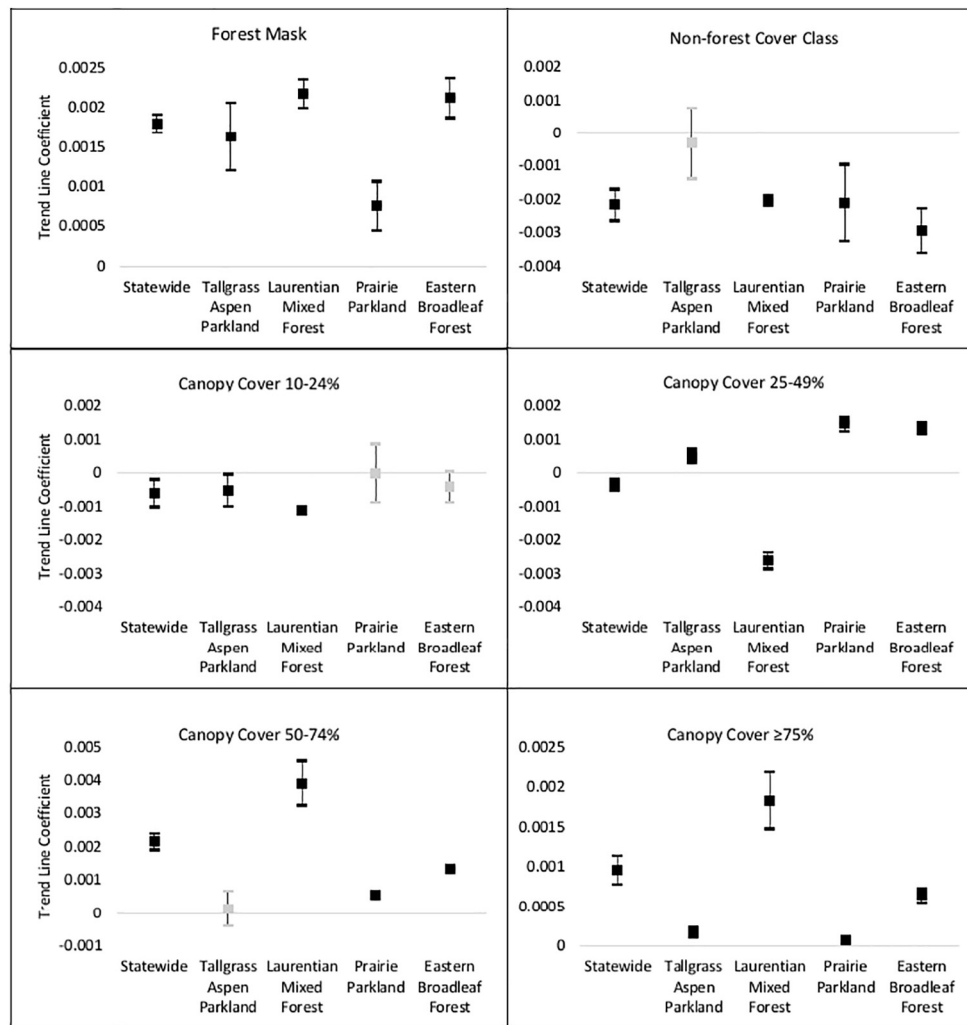 Forest Mask
Trend Line Coefficient
0.0025
0.002
0.0015
0.001
0.0005
0
Statewide Tallgrass Laurentian Prairie Eastern
Aspen Mixed Parkland Broadleaf
Parkland Forest Forest
Non-forest Cover Class
0.002
0.001
0
-0.001
-0.002
-0.003
-0.004
Statewide Tallgrass Laurentian Prairie Eastern
Aspen Mixed Parkland Broadleaf
Parkland Forest Forest
Canopy Cover 10-24%
Trend Line Coefficient
0.002
0.001
0
-0.001
-0.002
-0.003
-0.004
Statewide Tallgrass Laurentian Prairie Eastern
Aspen Mixed Parkland Broadleaf
Parkland Forest Forest
Canopy Cover 25-49%
0.002
0.001
0
-0.001
-0.002
-0.003
-0.004
Statewide Tallgrass Laurentian Prairie Eastern
Aspen Mixed Parkland Broadleaf
Parkland Forest Forest
Canopy Cover 50-74%
Trend Line Coefficient
0.005
0.004
0.003
0.002
0.001
0
-0.001
Statewide Tallgrass Laurentian Prairie Eastern
Aspen Mixed Parkland Broadleaf
Parkland Forest Forest
Canopy Cover ≥75%
0.0025
0.002
0.0015
0.001
0.0005
0
Statewide Tallgrass Laurentian Prairie Eastern
Aspen Mixed Parkland Broadleaf
Parkland Forest Forest